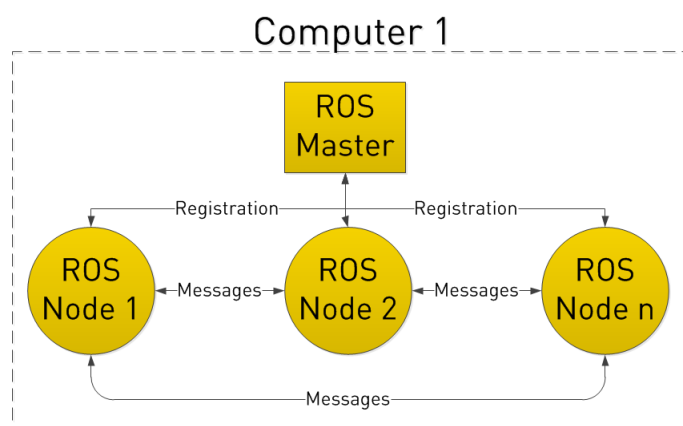 Computer 1
ROS
Master
Registration
Registration
ROS
Node 1
Messages
ROS
Node 2
Messages
ROS
Node n
Messages